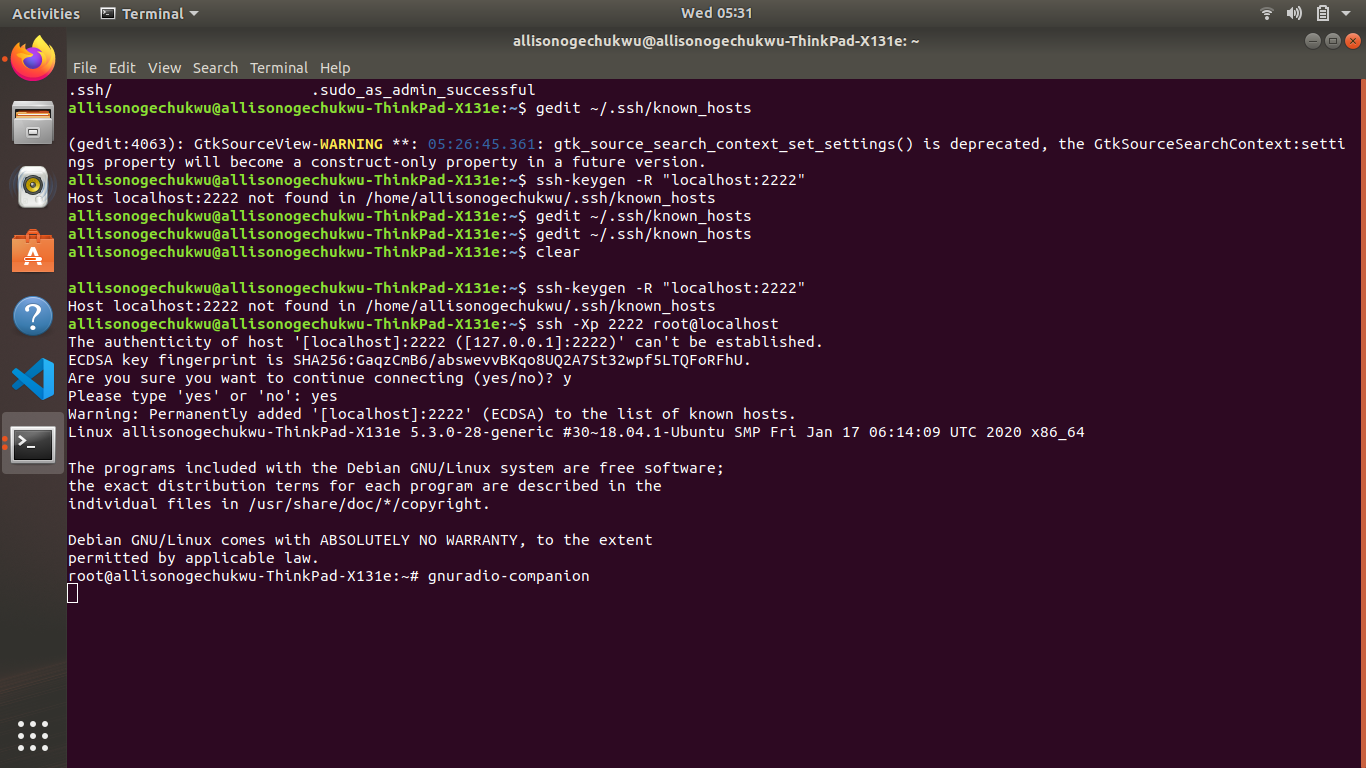 Activities Terminal Wed 05:31
allisonogechukwu@allisonogechukwu-ThinkPad-X131e: ~
File Edit View Search Terminal Help
.ssh/ .sudo_as_admin_successful
allisonogechukwu@allisonogechukwu-ThinkPad-X131e:~$ gedit ~/.ssh/known_hosts
(gedit:4063): GtkSourceView-WARNING **: 05:26:45.361: gtk_source_search_context_set_settings() is deprecated, the GtkSourceSearchContext:setti
ngs property will become a construct-only property in a future version.
allisonogechukwu@allisonogechukwu-ThinkPad-X131e:~$ ssh-keygen -R "localhost:2222"
Host localhost:2222 not found in /home/allisonogechukwu/.ssh/known_hosts
allisonogechukwu@allisonogechukwu-ThinkPad-X131e:~$ gedit ~/.ssh/known_hosts
allisonogechukwu@allisonogechukwu-ThinkPad-X131e:~$ gedit ~/.ssh/known_hosts
allisonogechukwu@allisonogechukwu-ThinkPad-X131e:~$ clear
allisonogechukwu@allisonogechukwu-ThinkPad-X131e:~$ ssh-keygen -R "localhost:2222"
Host localhost:2222 not found in /home/allisonogechukwu/.ssh/known_hosts
allisonogechukwu@allisonogechukwu-ThinkPad-X131e:~$ ssh -Xp 2222 root@localhost
The authenticity of host '[localhost]:2222 ([127.0.0.1]:2222)' can't be established.
ECDSA key fingerprint is SHA256:GaqzCmB6/abswevvBKqo8UQ2A7St32wpf5LTQFoRFhU.
Are you sure you want to continue connecting (yes/no)? y
Please type 'yes' or 'no': yes
Warning: Permanently added '[localhost]:2222' (ECDSA) to the list of known hosts.
Linux allisonogechukwu-ThinkPad-X131e 5.3.0-28-generic #30~18.04.1-Ubuntu SMP Fri Jan 17 06:14:09 UTC 2020 x86_64
The programs included with the Debian GNU/Linux system are free software;
the exact distribution terms for each program are described in the
individual files in /usr/share/doc/*/copyright.
Debian GNU/Linux comes with ABSOLUTELY NO WARRANTY, to the extent
permitted by applicable law.
root@allisonogechukwu-ThinkPad-X131e:~# gnuradio-companion